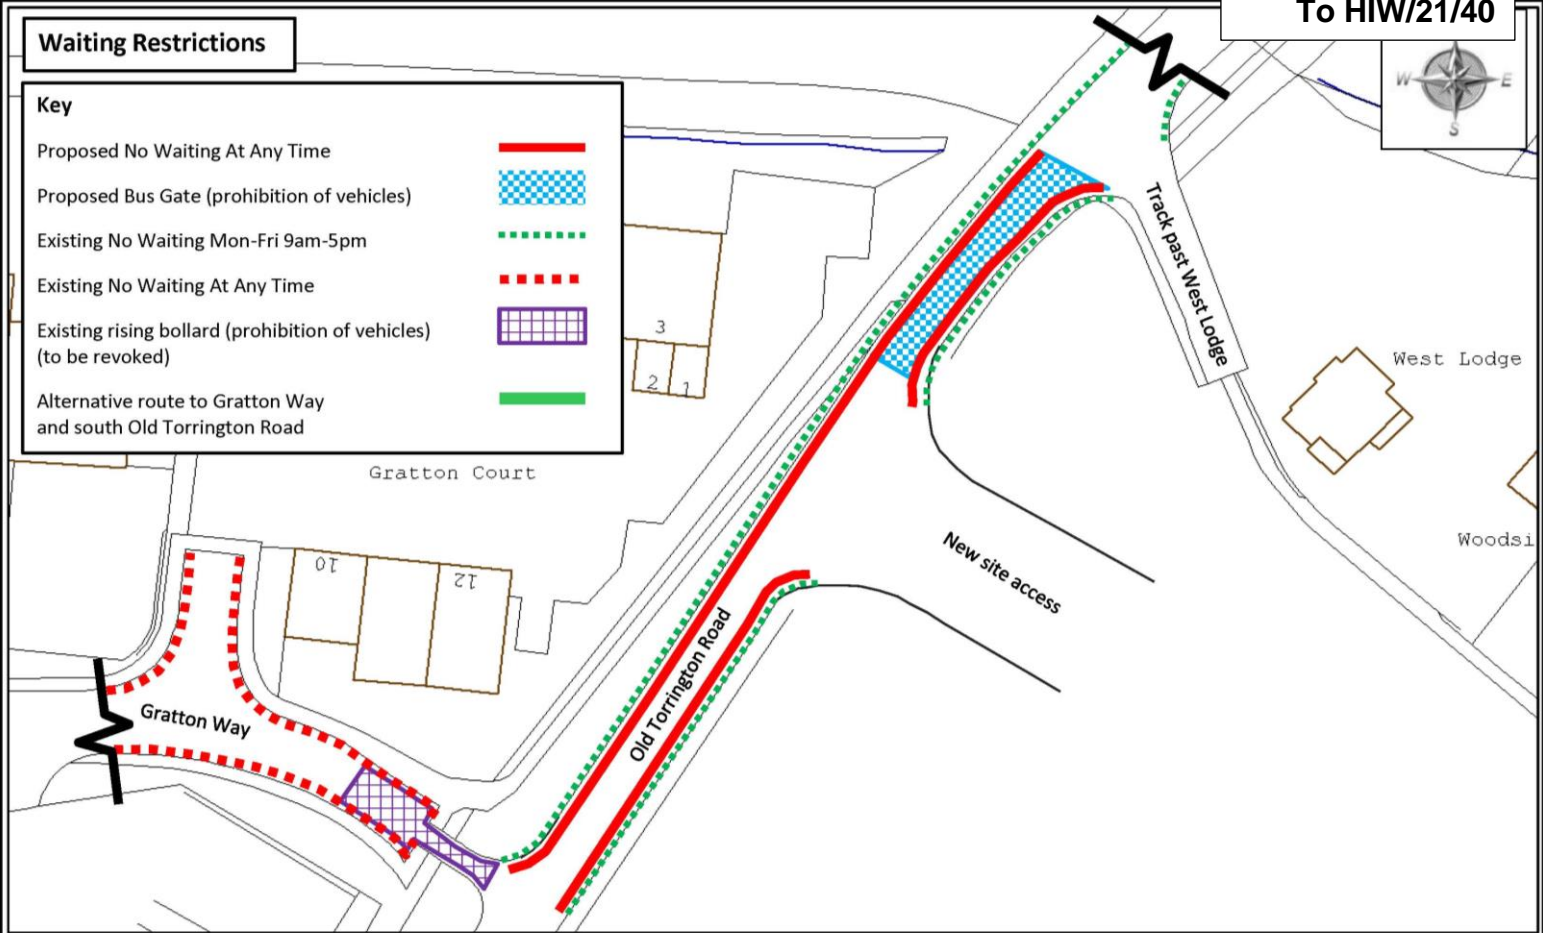 To HIW/21/40
Waiting Restrictions
W
E
S
Key
Proposed No Waiting At Any Time
Proposed Bus Gate (prohibition of vehicles)
Existing No Waiting Mon-Fri 9am-5pm
Existing No Waiting At Any Time
Existing rising bollard (prohibition of vehicles)
(to be revoked)
Alternative route to Gratton Way
and south Old Torrington Road
3
2
1
Track past West Lodge
West Lodge
Gratton Court
Woodsi
New site access
10
12
Old Torrington Road
Gratton Way